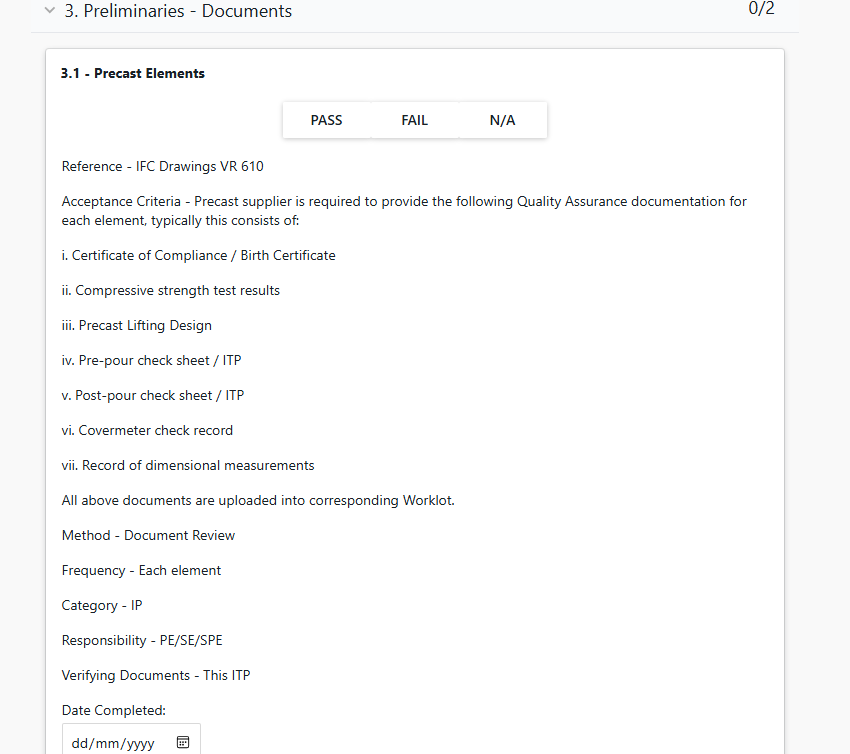 3. Preliminaries - Documents
0/2
3.1 - Precast Elements
PASS
FAIL
N/A
Reference - IFC Drawings VR 610
Acceptance Criteria - Precast supplier is required to provide the following Quality Assurance documentation for
each element, typically this consists of:
i. Certificate of Compliance / Birth Certificate
ii. Compressive strength test results
iii. Precast Lifting Design
iv. Pre-pour check sheet / ITP
v. Post-pour check sheet / ITP
vi. Covermeter check record
vii. Record of dimensional measurements
All above documents are uploaded into corresponding Worklot.
Method - Document Review
Frequency - Each element
Category - IP
Responsibility - PE/SE/SPE
Verifying Documents - This ITP
Date Completed:
dd/mm/yyyy